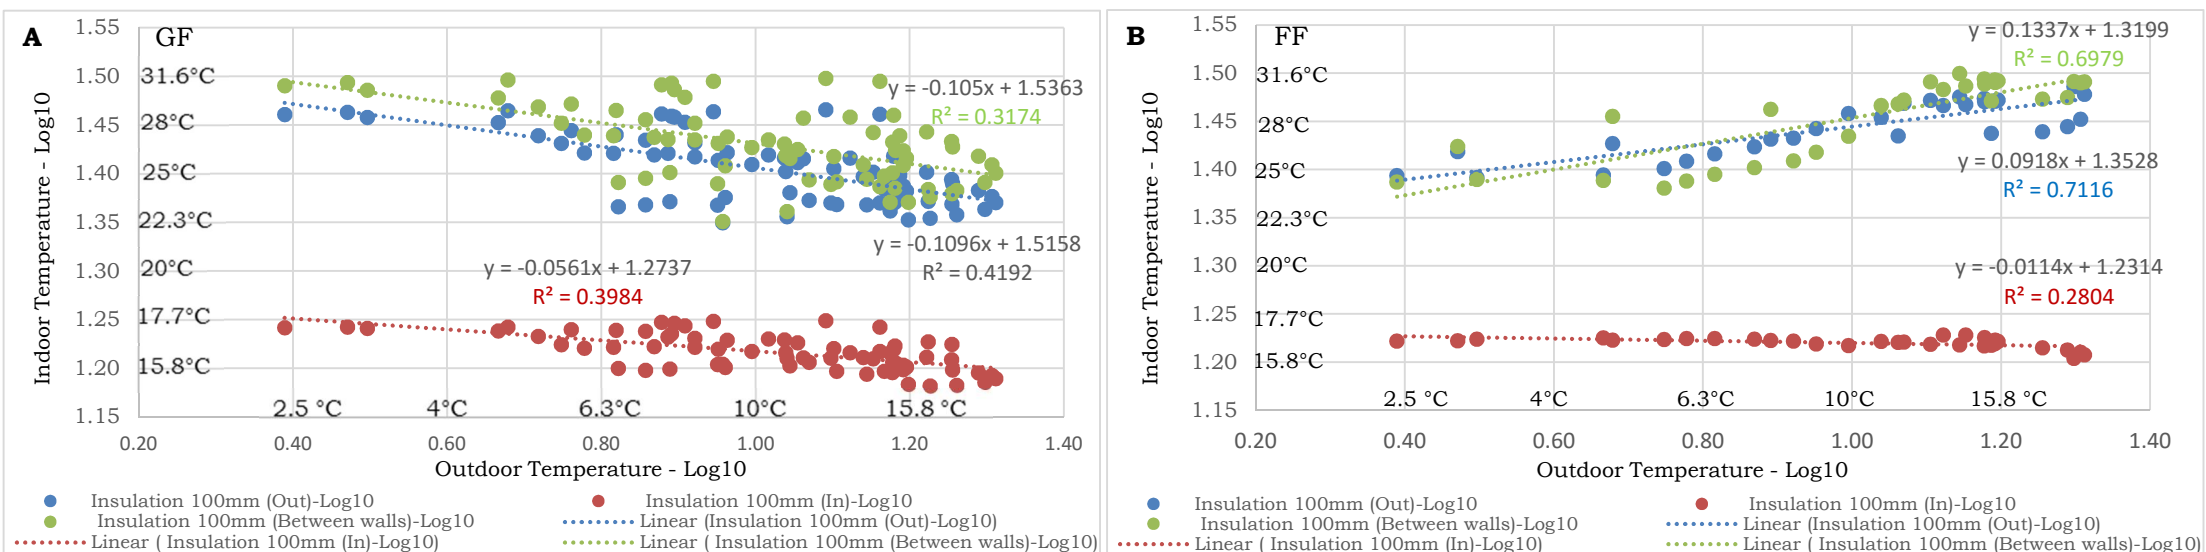 A
GF
1.55
1.50
1.45
1.40
1.35
1.30
1.25
1.20
1.15
31.6°C
28°C
25°C
22.3°C
20°C
17.7°C
15.8°C
Indoor Temperature - Log10
y = -0.105x + 1.5363
R² = 0.3174
y = -0.1096x + 1.5158
R² = 0.4192
y = -0.0561x + 1.2737
R² = 0.3984
2.5 °C 4°C 6.3°C 10°C 15.8 °C
0.20 0.40 0.60 0.80 1.00 1.20 1.40
Outdoor Temperature - Log10
Insulation 100mm (Out)-Log10 Insulation 100mm (In)-Log10
Insulation 100mm (Between walls)-Log10 Linear (Insulation 100mm (Out)-Log10)
Linear ( Insulation 100mm (In)-Log10) Linear ( Insulation 100mm (Between walls)-Log10)
B
FF
1.55
1.50
1.45
1.40
1.35
1.30
1.25
1.20
1.15
31.6°C
28°C
25°C
22.3°C
20°C
17.7°C
15.8°C
Indoor Temperature - Log10
y = 0.1337x + 1.3199
R² = 0.6979
y = 0.0918x + 1.3528
R² = 0.7116
y = -0.0114x + 1.2314
R² = 0.2804
2.5 °C 4°C 6.3°C 10°C 15.8 °C
0.20 0.40 0.60 0.80 1.00 1.20 1.40
Outdoor Temperature - Log10
Insulation 100mm (Out)-Log10 Insulation 100mm (In)-Log10
Insulation 100mm (Between walls)-Log10 Linear (Insulation 100mm (Out)-Log10)
Linear ( Insulation 100mm (In)-Log10) Linear ( Insulation 100mm (Between walls)-Log10)